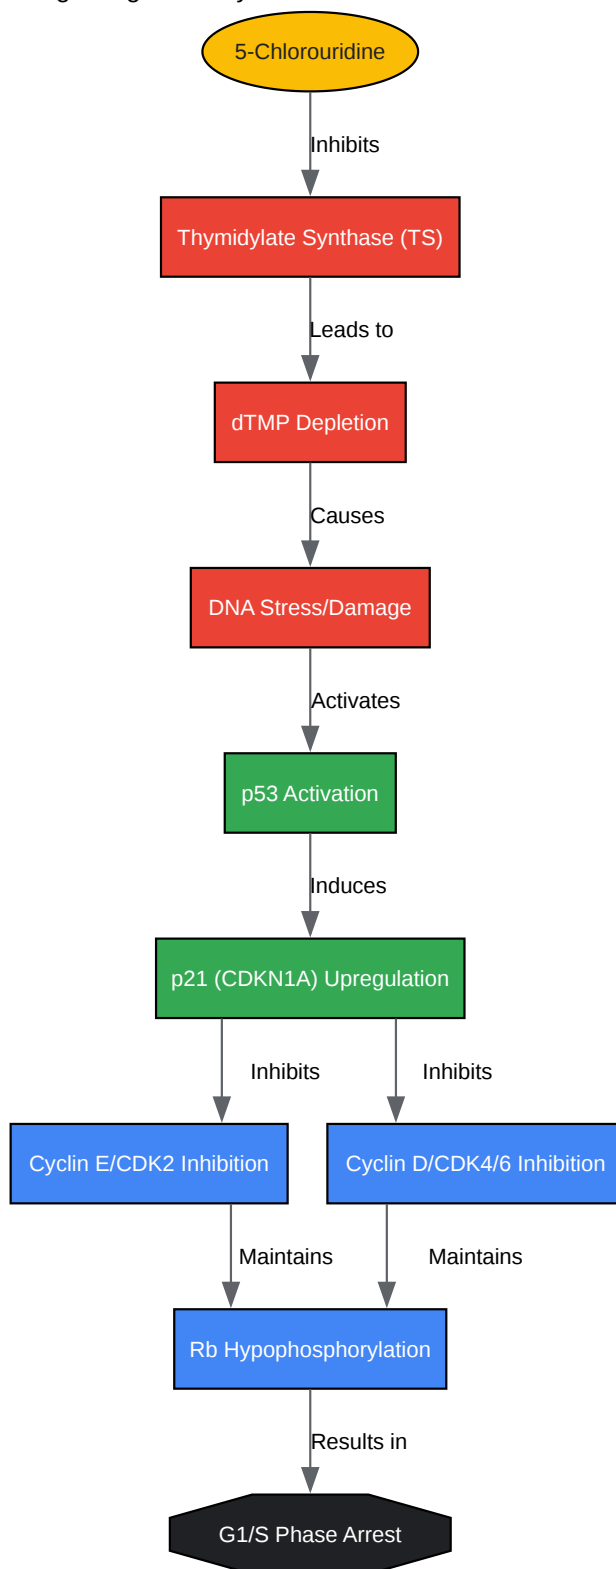 5-Chlorouridine
Inhibits
Thymidylate Synthase (TS)
Leads to
dTMP Depletion
Causes
DNA Stress/Damage
Activates
p53 Activation
Induces
p21 (CDKN1A) Upregulation
Inhibits
Inhibits
Cyclin E/CDK2 Inhibition
Cyclin D/CDK4/6 Inhibition
Maintains
Maintains
Rb Hypophosphorylation
Results in
G1/S Phase Arrest